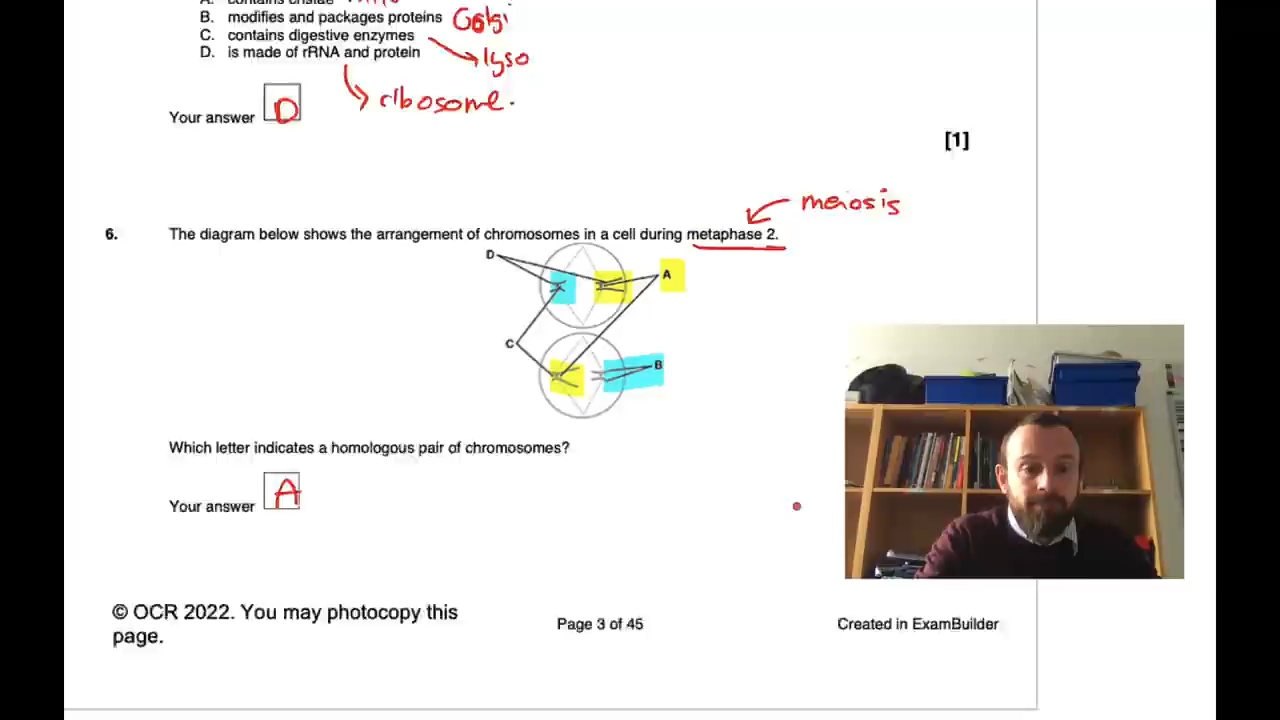 A. contains cristae
B. modifies and packages proteins Golgi
C. contains digestive enzymes
lyso
D. is made of rRNA and protein
ribosome.
Your answer D
[1]
meiosis
6. The diagram below shows the arrangement of chromosomes in a cell during metaphase 2.
D
A
C
B
Which letter indicates a homologous pair of chromosomes?
Your answer A
© OCR 2022. You may photocopy this
page.
Page 3 of 45
Created in ExamBuilder